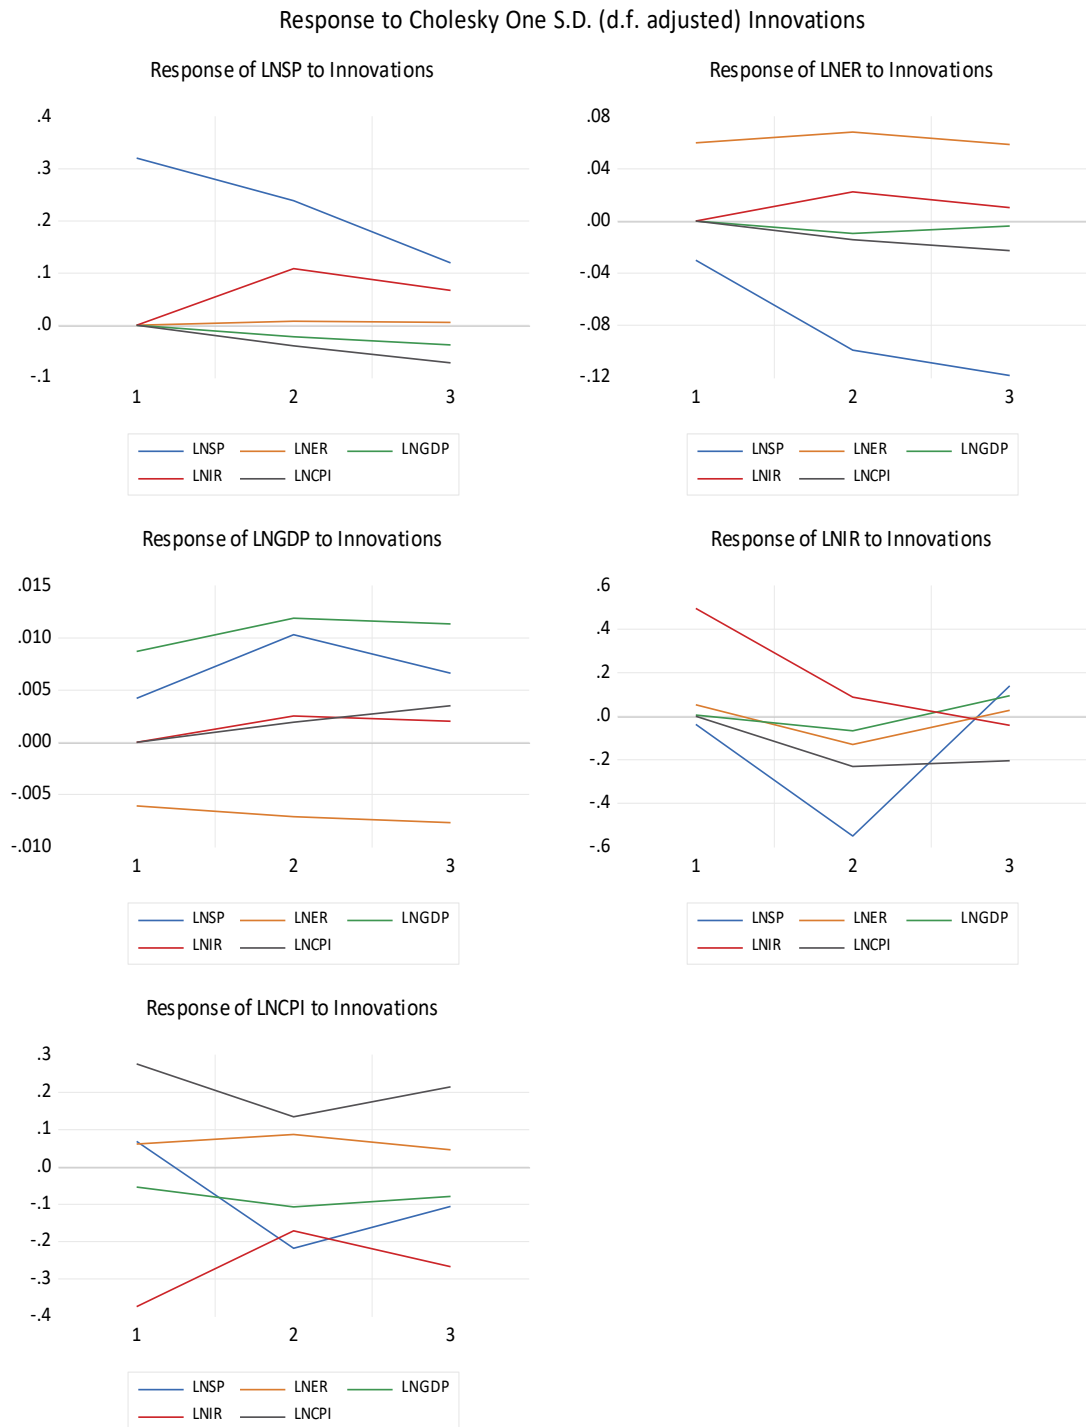 Response to Cholesky One S.D. (d.f. adjusted) Innovations
Response of LNSP to Innovations
.4
.3
.2
.1
.0
-.1
1 2 3
LNSP LNER LNGDP
LNIR LNCPI
Response of LNER to Innovations
.08
.04
.00
-.04
-.08
-.12
1 2 3
LNSP LNER LNGDP
LNIR LNCPI
Response of LNGDP to Innovations
.015
.010
.005
.000
-.005
-.010
1 2 3
LNSP LNER LNGDP
LNIR LNCPI
Response of LNIR to Innovations
.6
.4
.2
.0
-.2
-.4
-.6
1 2 3
LNSP LNER LNGDP
LNIR LNCPI
Response of LNCPI to Innovations
.3
.2
.1
.0
-.1
-.2
-.3
-.4
1 2 3
LNSP LNER LNGDP
LNIR LNCPI